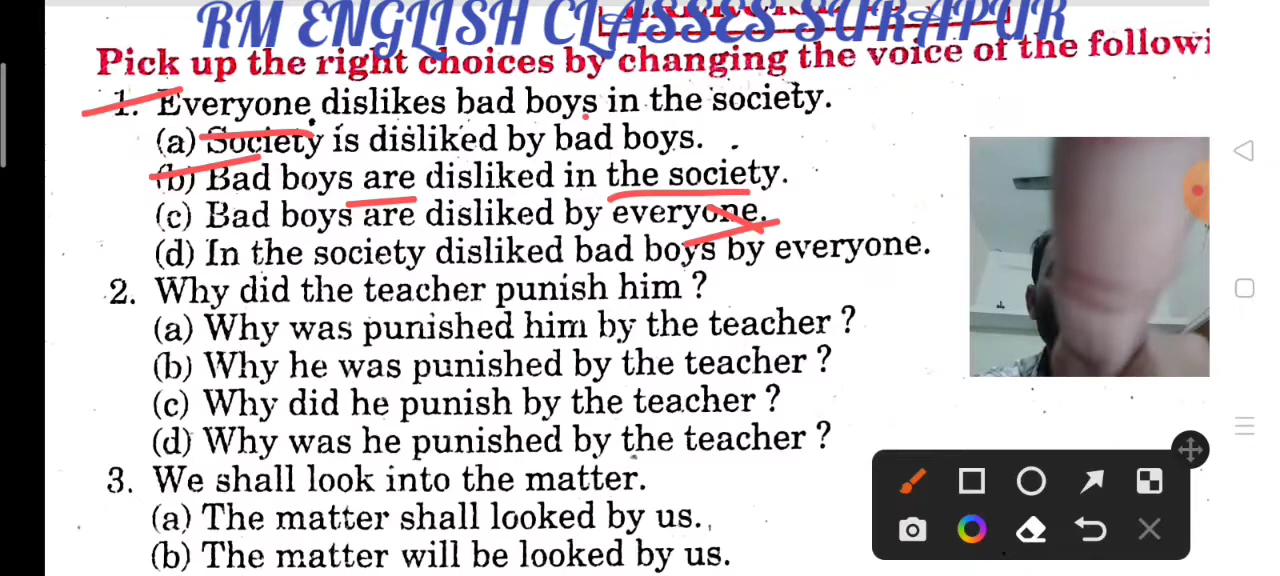 RM ENGLISH CLASSES SURAPUR
Pick up the right choices by changing the voice of the followi
1. Everyone dislikes bad boys in the society.
(a) Society is disliked by bad boys.
(b) Bad boys are disliked in the society.
(c) Bad boys are disliked by everyone.
(d) In the society disliked bad boys by everyone.
2. Why did the teacher punish him ?
(a) Why was punished him by the teacher ?
(b) Why he was punished by the teacher ?
(c) Why did he punish by the teacher ?
(d) Why was he punished by the teacher ?
3. We shall look into the matter.
(a) The matter shall looked by us.
(b) The matter will be looked by us.